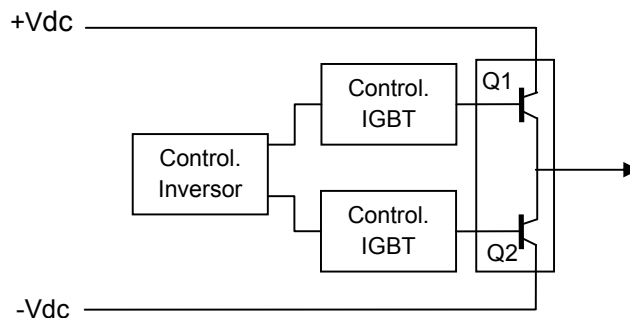 +Vdc
Control.
IGBT
Q1
Control.
Inversor
Control.
IGBT
Q2
-Vdc